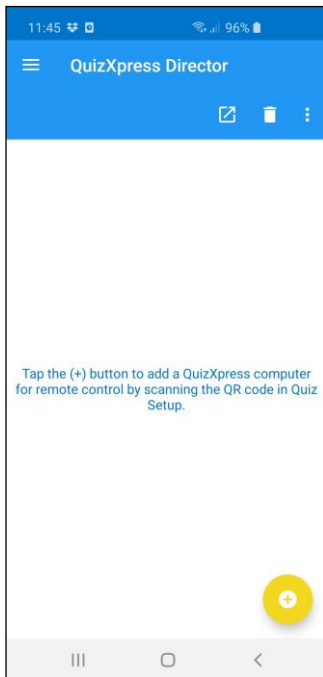 11:45 96%
QuizXpress Director
Tap the (+) button to add a QuizXpress computer
for remote control by scanning the QR code in Quiz
Setup.